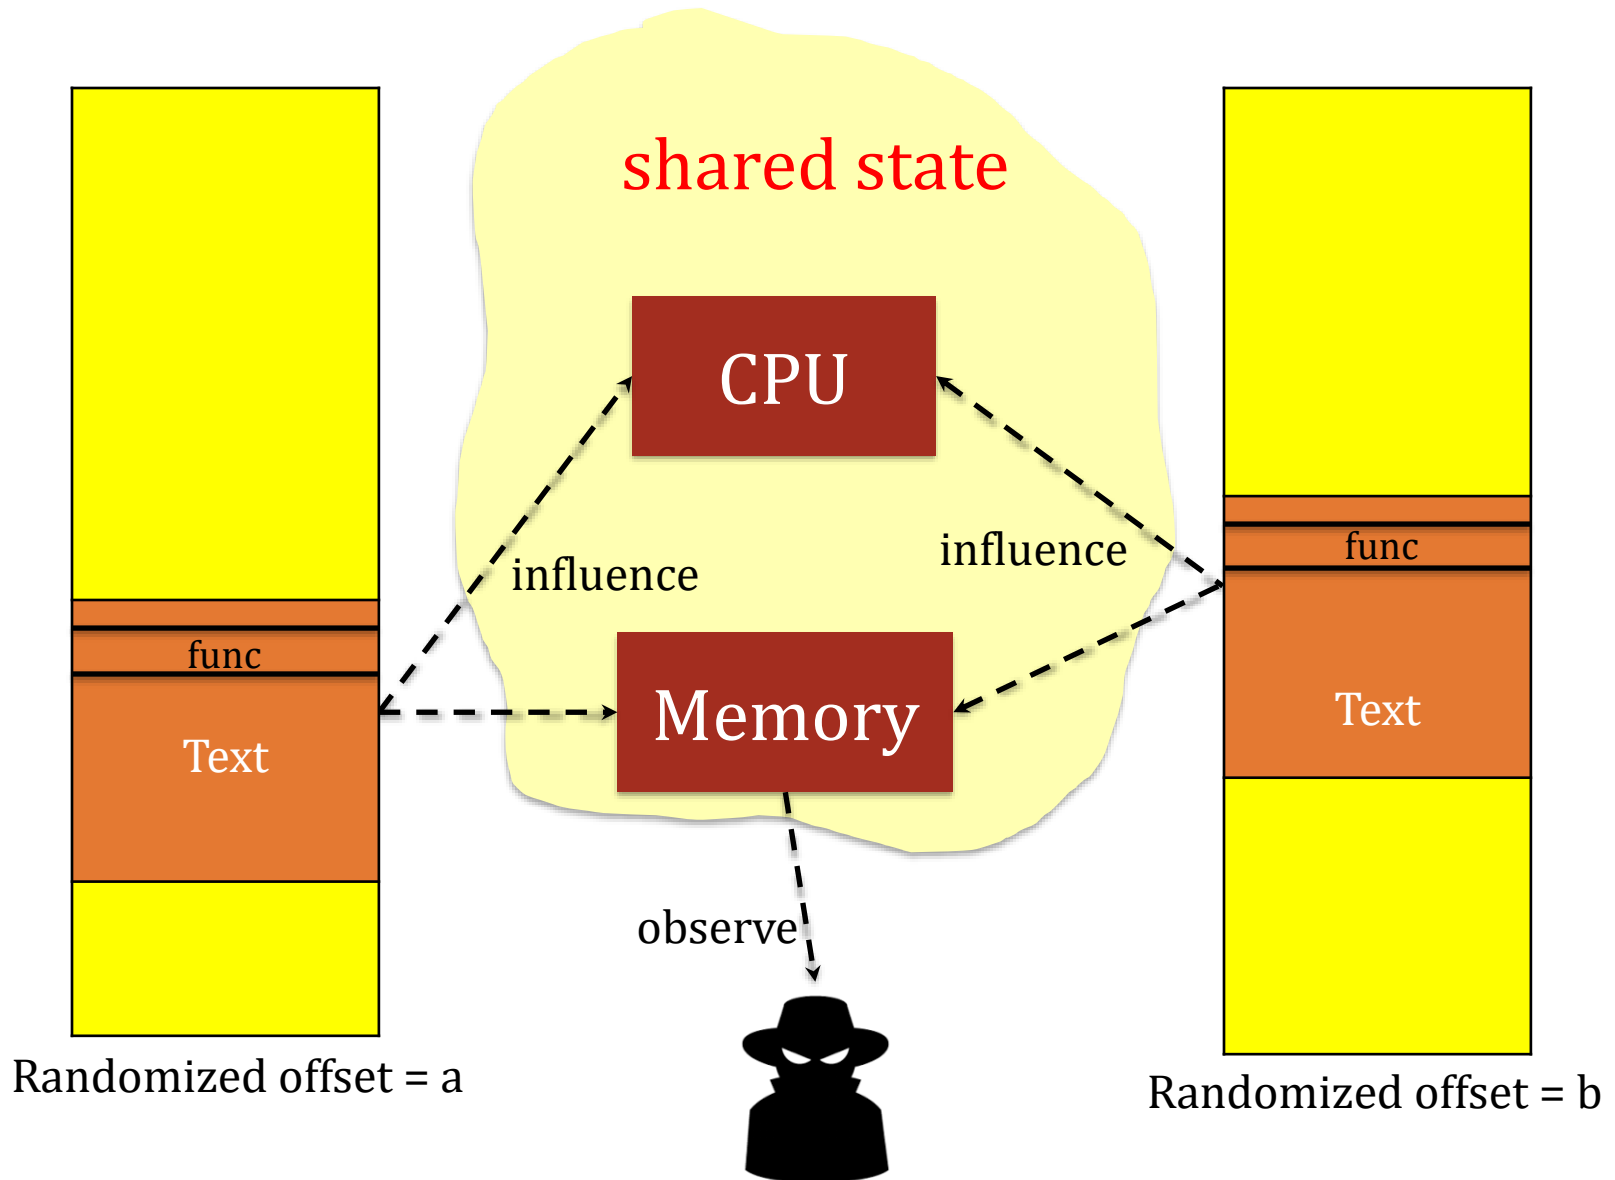 shared state
CPU
influence
influence
func
func
Memory
Text
Text
observe
Randomized offset = a
Randomized offset = b